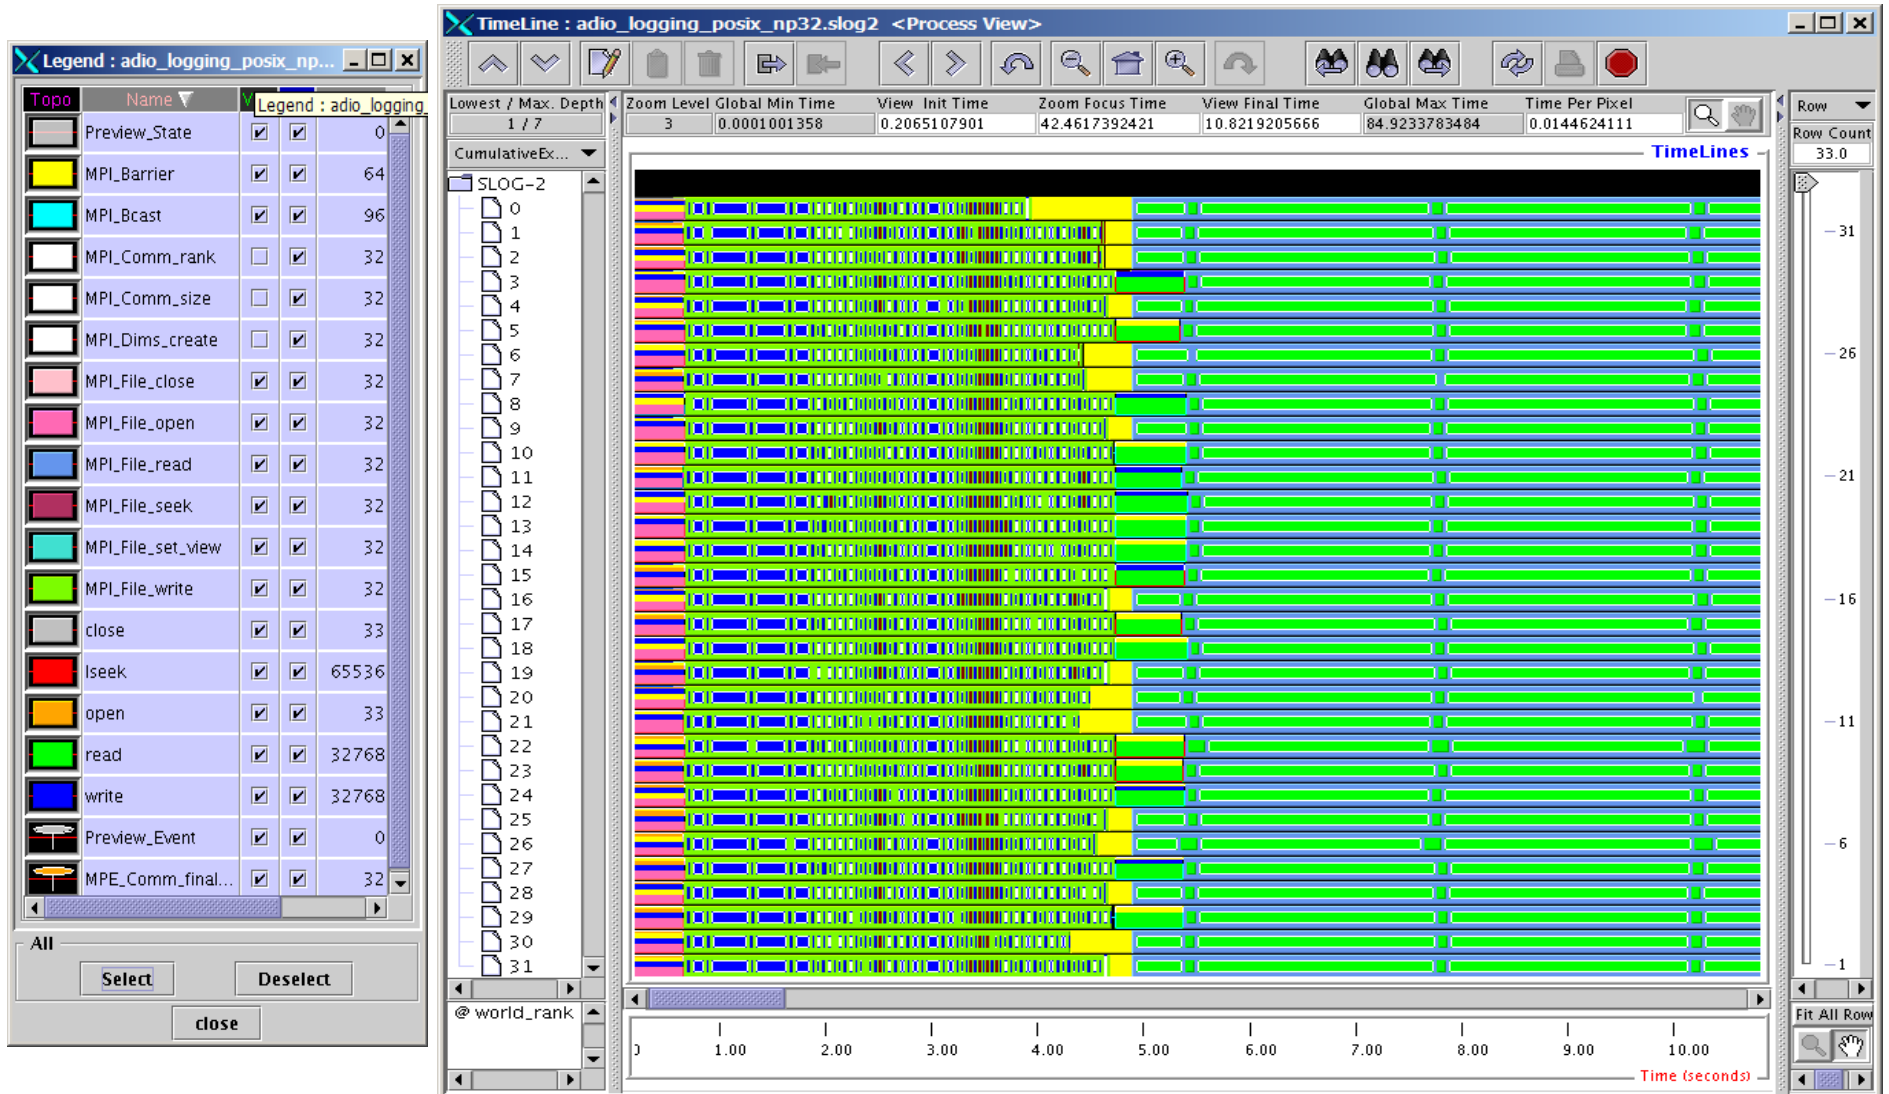 Legend : adio_logging_posix_np...
Topo Name V
Legend : adio_logging_
Preview_State 0
MPI_Barrier 64
MPI_Bcast 96
MPI_Comm_rank 32
MPI_Comm_size 32
MPI_Dims_create 32
MPI_File_close 32
MPI_File_open 32
MPI_File_read 32
MPI_File_seek 32
MPI_File_set_view 32
MPI_File_write 32
close 33
lseek 65536
open 33
read 32768
write 32768
Preview_Event 0
MPE_Comm_final... 32
All
Select Deselect
close
TimeLine : adio_logging_posix_np32.slog2 <Process View>
Lowest / Max. Depth Zoom Level Global Min Time View Init Time Zoom Focus Time View Final Time Global Max Time Time Per Pixel
1 / 7 3 0.0001001358 0.2065107901 42.4617392421 10.8219205666 84.9233783484 0.0144624111
Row
Row Count
33.0
CumulativeEx...
TimeLines
SLOG-2
0
1
2
3
4
5
6
7
8
9
10
11
12
13
14
15
16
17
18
19
20
21
22
23
24
25
26
27
28
29
30
31
31
26
21
16
11
6
1
@ world_rank
1.00 2.00 3.00 4.00 5.00 6.00 7.00 8.00 9.00 10.00
Time (seconds)
Fit All Row